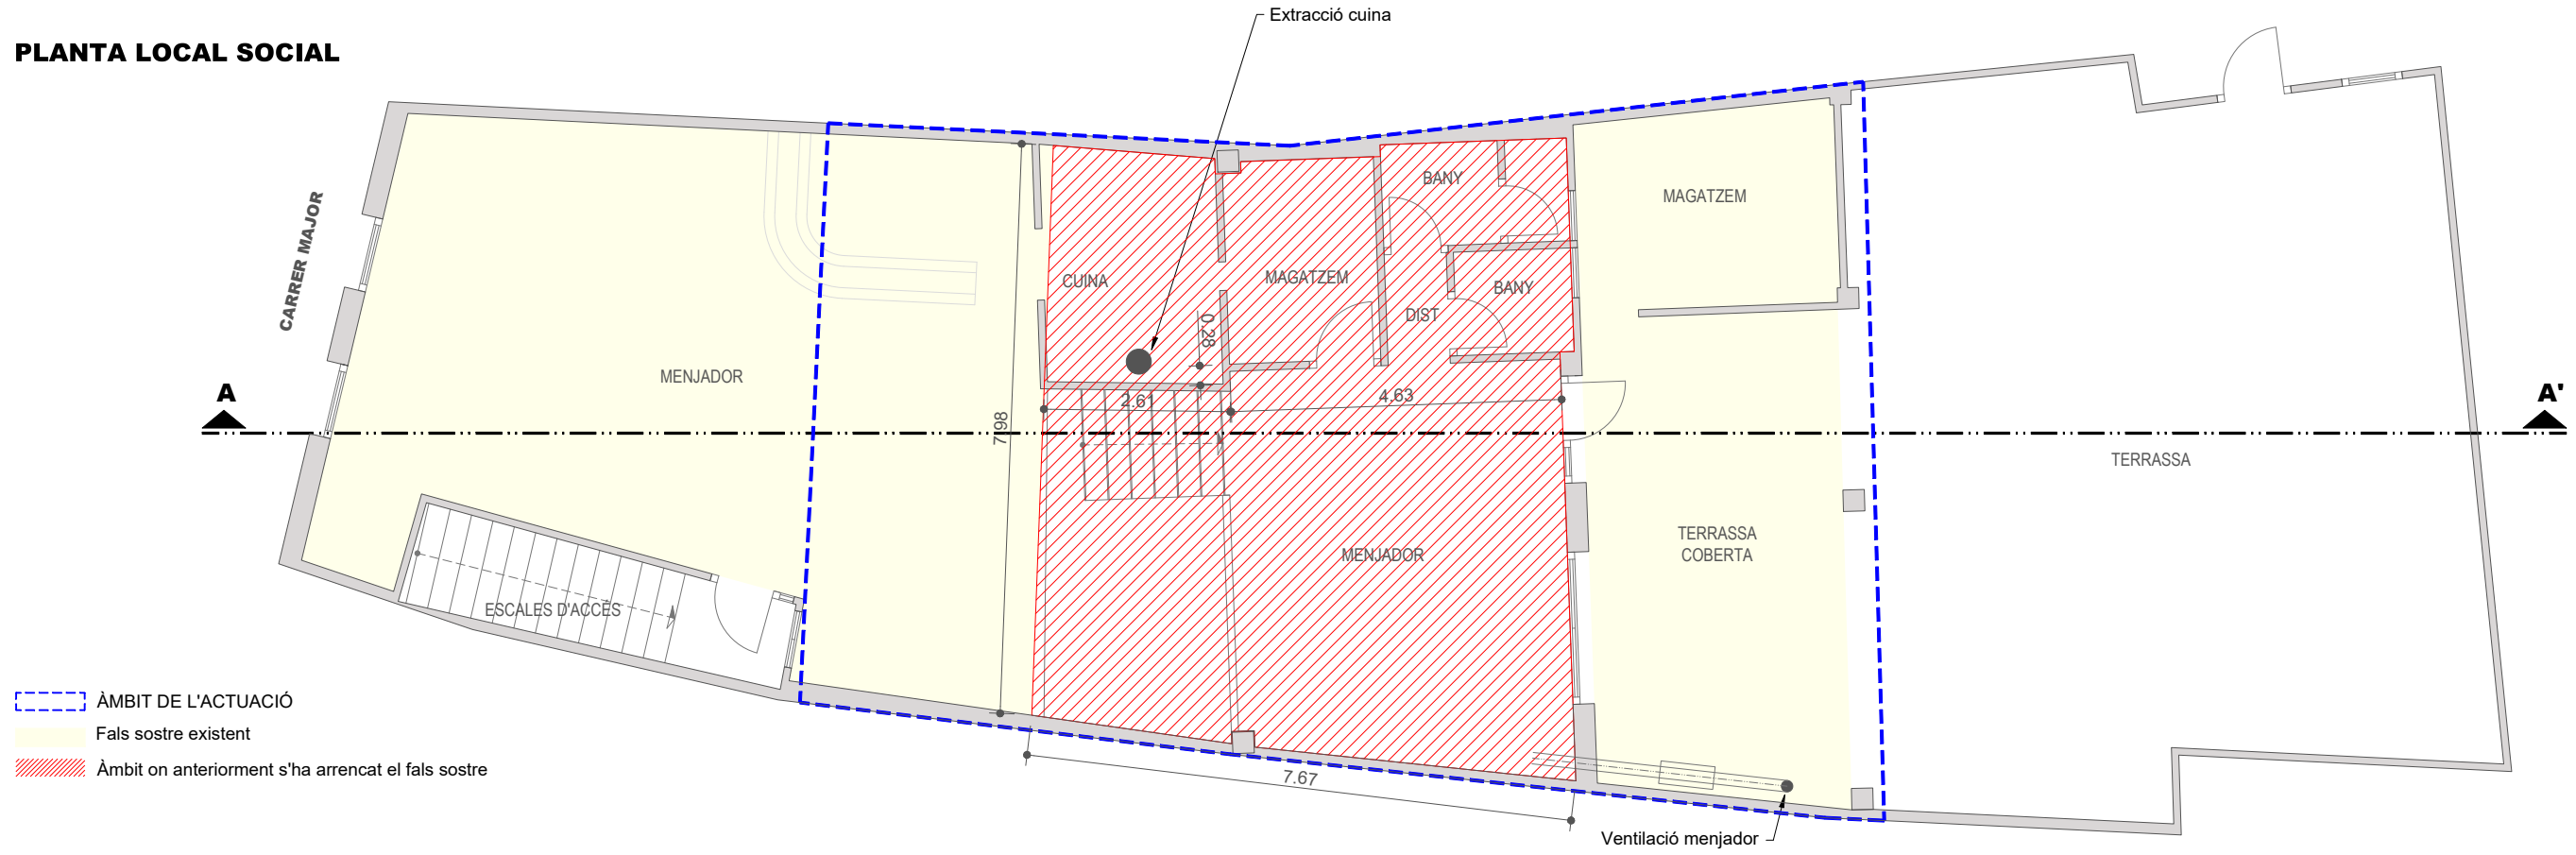 Extracció cuina
PLANTA LOCAL SOCIAL
CARRER MAJOR
BANY
MAGATZEM
CUINA
MAGATZEM
BANY
DIST
0.28
MENJADOR
2.61
4.63
A
A'
7.98
TERRASSA
TERRASSA
COBERTA
MENJADOR
ESCALES D'ACCÉS
ÀMBIT DE L'ACTUACIÓ
Fals sostre existent
Àmbit on anteriorment s'ha arrencat el fals sostre
7.67
Ventilació menjador